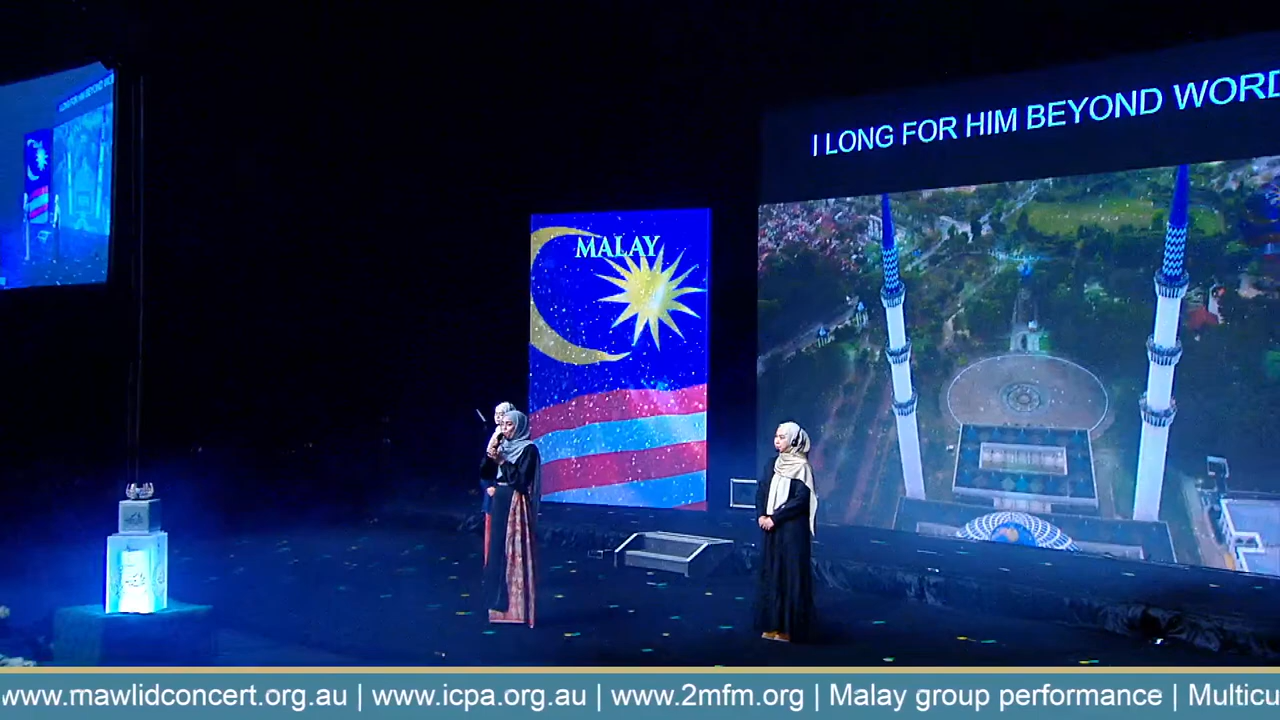 I LONG FOR HIM BEYOND WORD
MALAY
www.mawlidconcert.org.au | www.icpa.org.au | www.2mfm.org | Malay group performance | Multicu